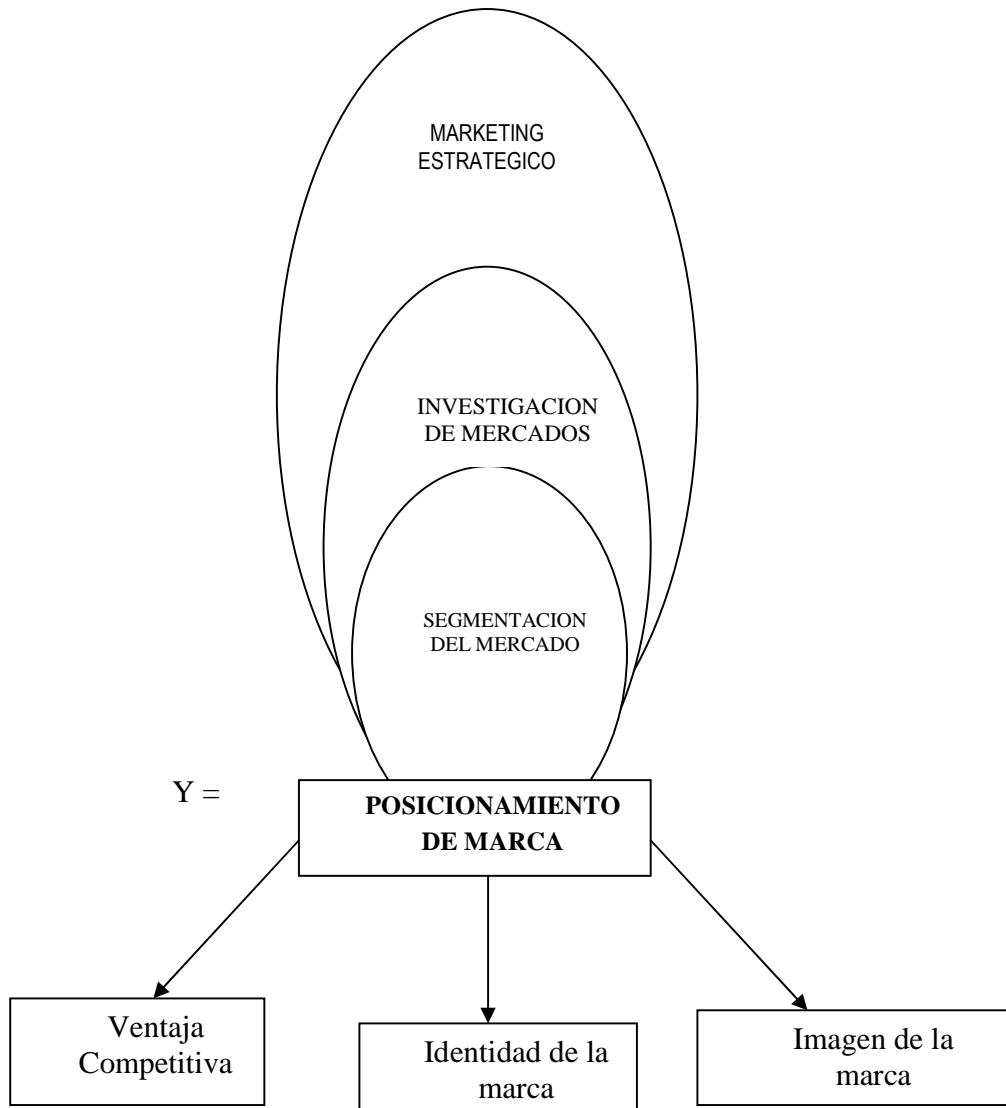 MARKETING
ESTRATEGICO
INVESTIGACION
DE MERCADOS
SEGMENTACION
DEL MERCADO
Y =
POSICIONAMIENTO
DE MARCA
Ventaja
Competitiva
Identidad de la
marca
Imagen de la
marca